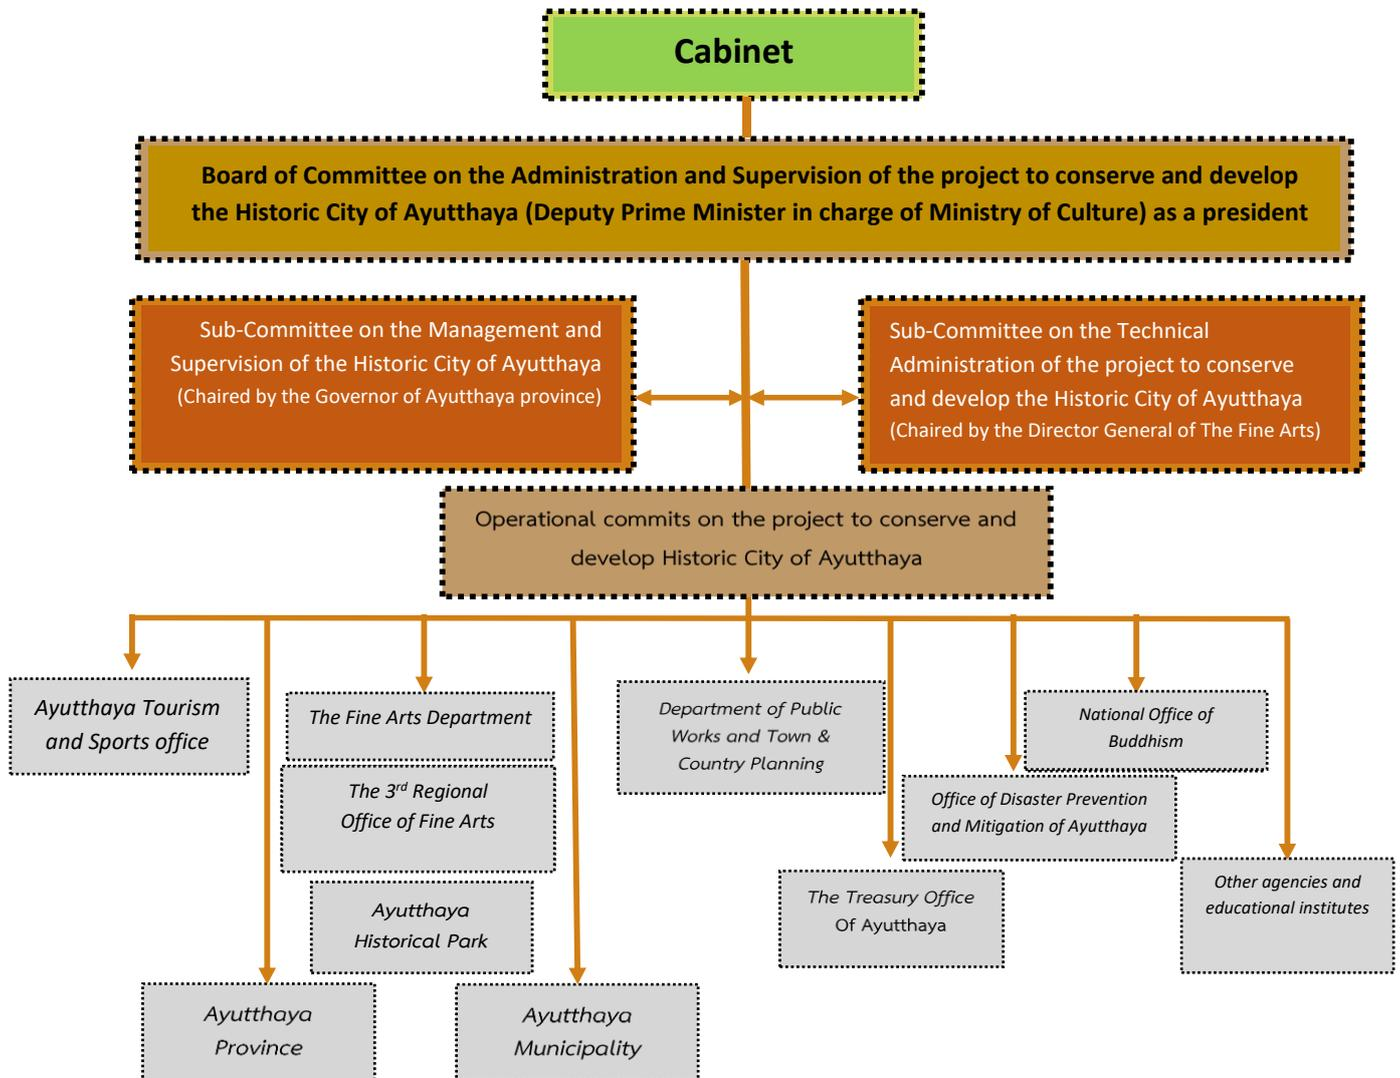 Cabinet
Board of Committee on the Administration and Supervision of the project to conserve and develop
the Historic City of Ayutthaya (Deputy Prime Minister in charge of Ministry of Culture) as a president
Sub-Committee on the Management and
Supervision of the Historic City of Ayutthaya
(Chaired by the Governor of Ayutthaya province)
Sub-Committee on the Technical
Administration of the project to conserve
and develop the Historic City of Ayutthaya
(Chaired by the Director General of The Fine Arts)
Operational commits on the project to conserve and
develop Historic City of Ayutthaya
Ayutthaya Tourism
and Sports office
The Fine Arts Department
The 3rd Regional
Office of Fine Arts
Ayutthaya
Historical Park
Ayutthaya
Province
Ayutthaya
Municipality
Department of Public
Works and Town &
Country Planning
The Treasury Office
Of Ayutthaya
Office of Disaster Prevention
and Mitigation of Ayutthaya
National Office of
Buddhism
Other agencies and
educational institutes